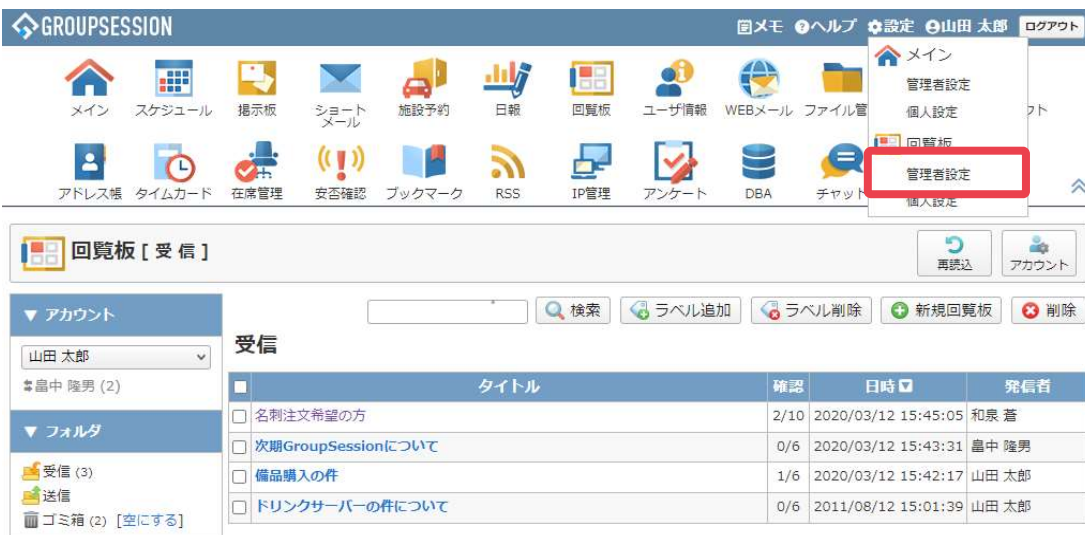 GROUPSESSION
メモ ヘルプ 設定 山田 太郎 ログアウト
メイン
管理者設定
個人設定
回覧板
管理者設定
個人設定
メイン スケジュール 掲示板 ショートメール 施設予約 日報 回覧板 ユーザ情報 WEBメール ファイル管
アドレス帳 タイムカード 在席管理 安否確認 ブックマーク RSS IP管理 アンケート DBA チャット
回覧板 [ 受 信 ]
再読込 アカウント
▼ アカウント
検索 ラベル追加 ラベル削除 新規回覧板 削除
山田 太郎
受信
畠中 隆男 (2)
タイトル 確認 日時 発信者
名刺注文希望の方 2/10 2020/03/12 15:45:05 和泉 蒼
▼ フォルダ
次期GroupSessionについて 0/6 2020/03/12 15:43:31 畠中 隆男
受信 (3)
備品購入の件 1/6 2020/03/12 15:42:17 山田 太郎
送信
ドリンクサーバーの件について 0/6 2011/08/12 15:01:39 山田 太郎
ゴミ箱 (2) [空にする]